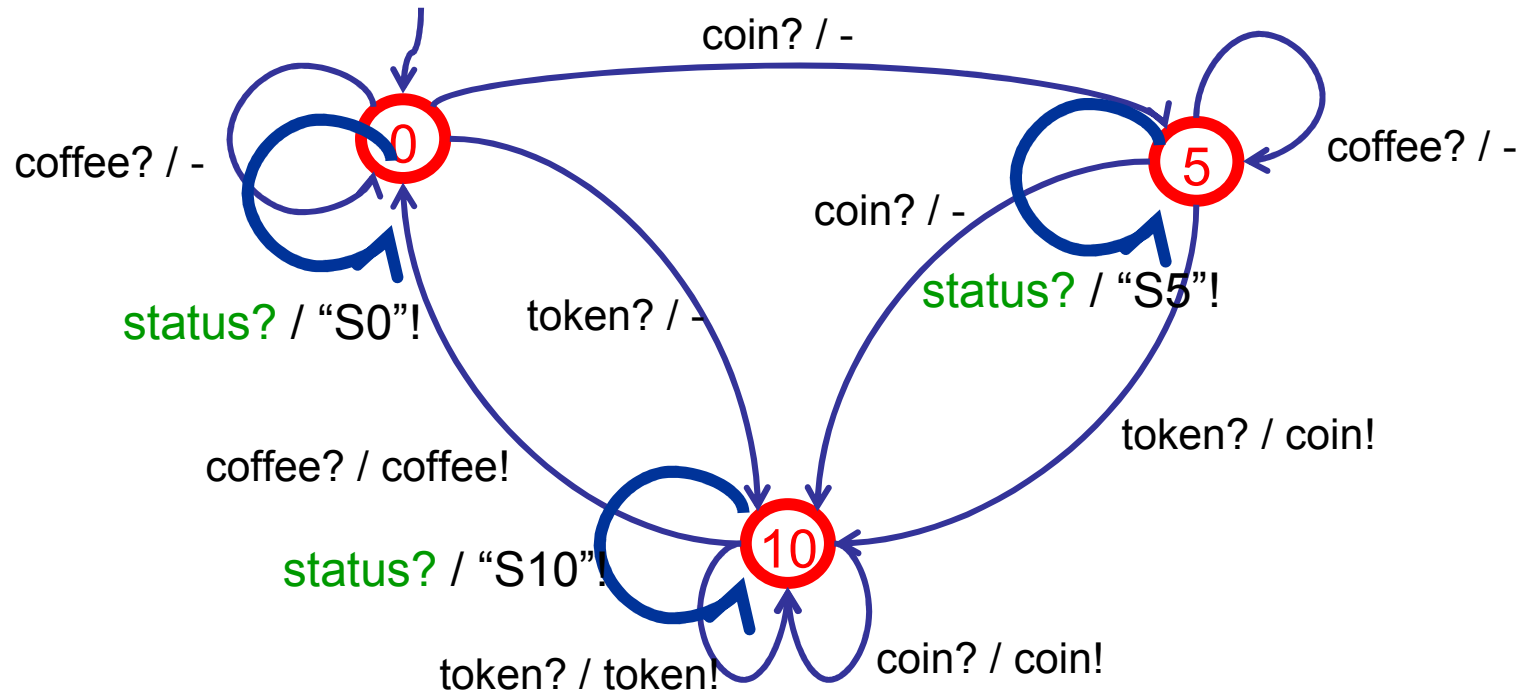 coin? / -
0
5
coffee? / -
coffee? / -
coin? / -
status? / “S5”!
status? / “S0”!
token? / -
token? / coin!
coffee? / coffee!
10
status? / “S10”!
token? / token!
coin? / coin!